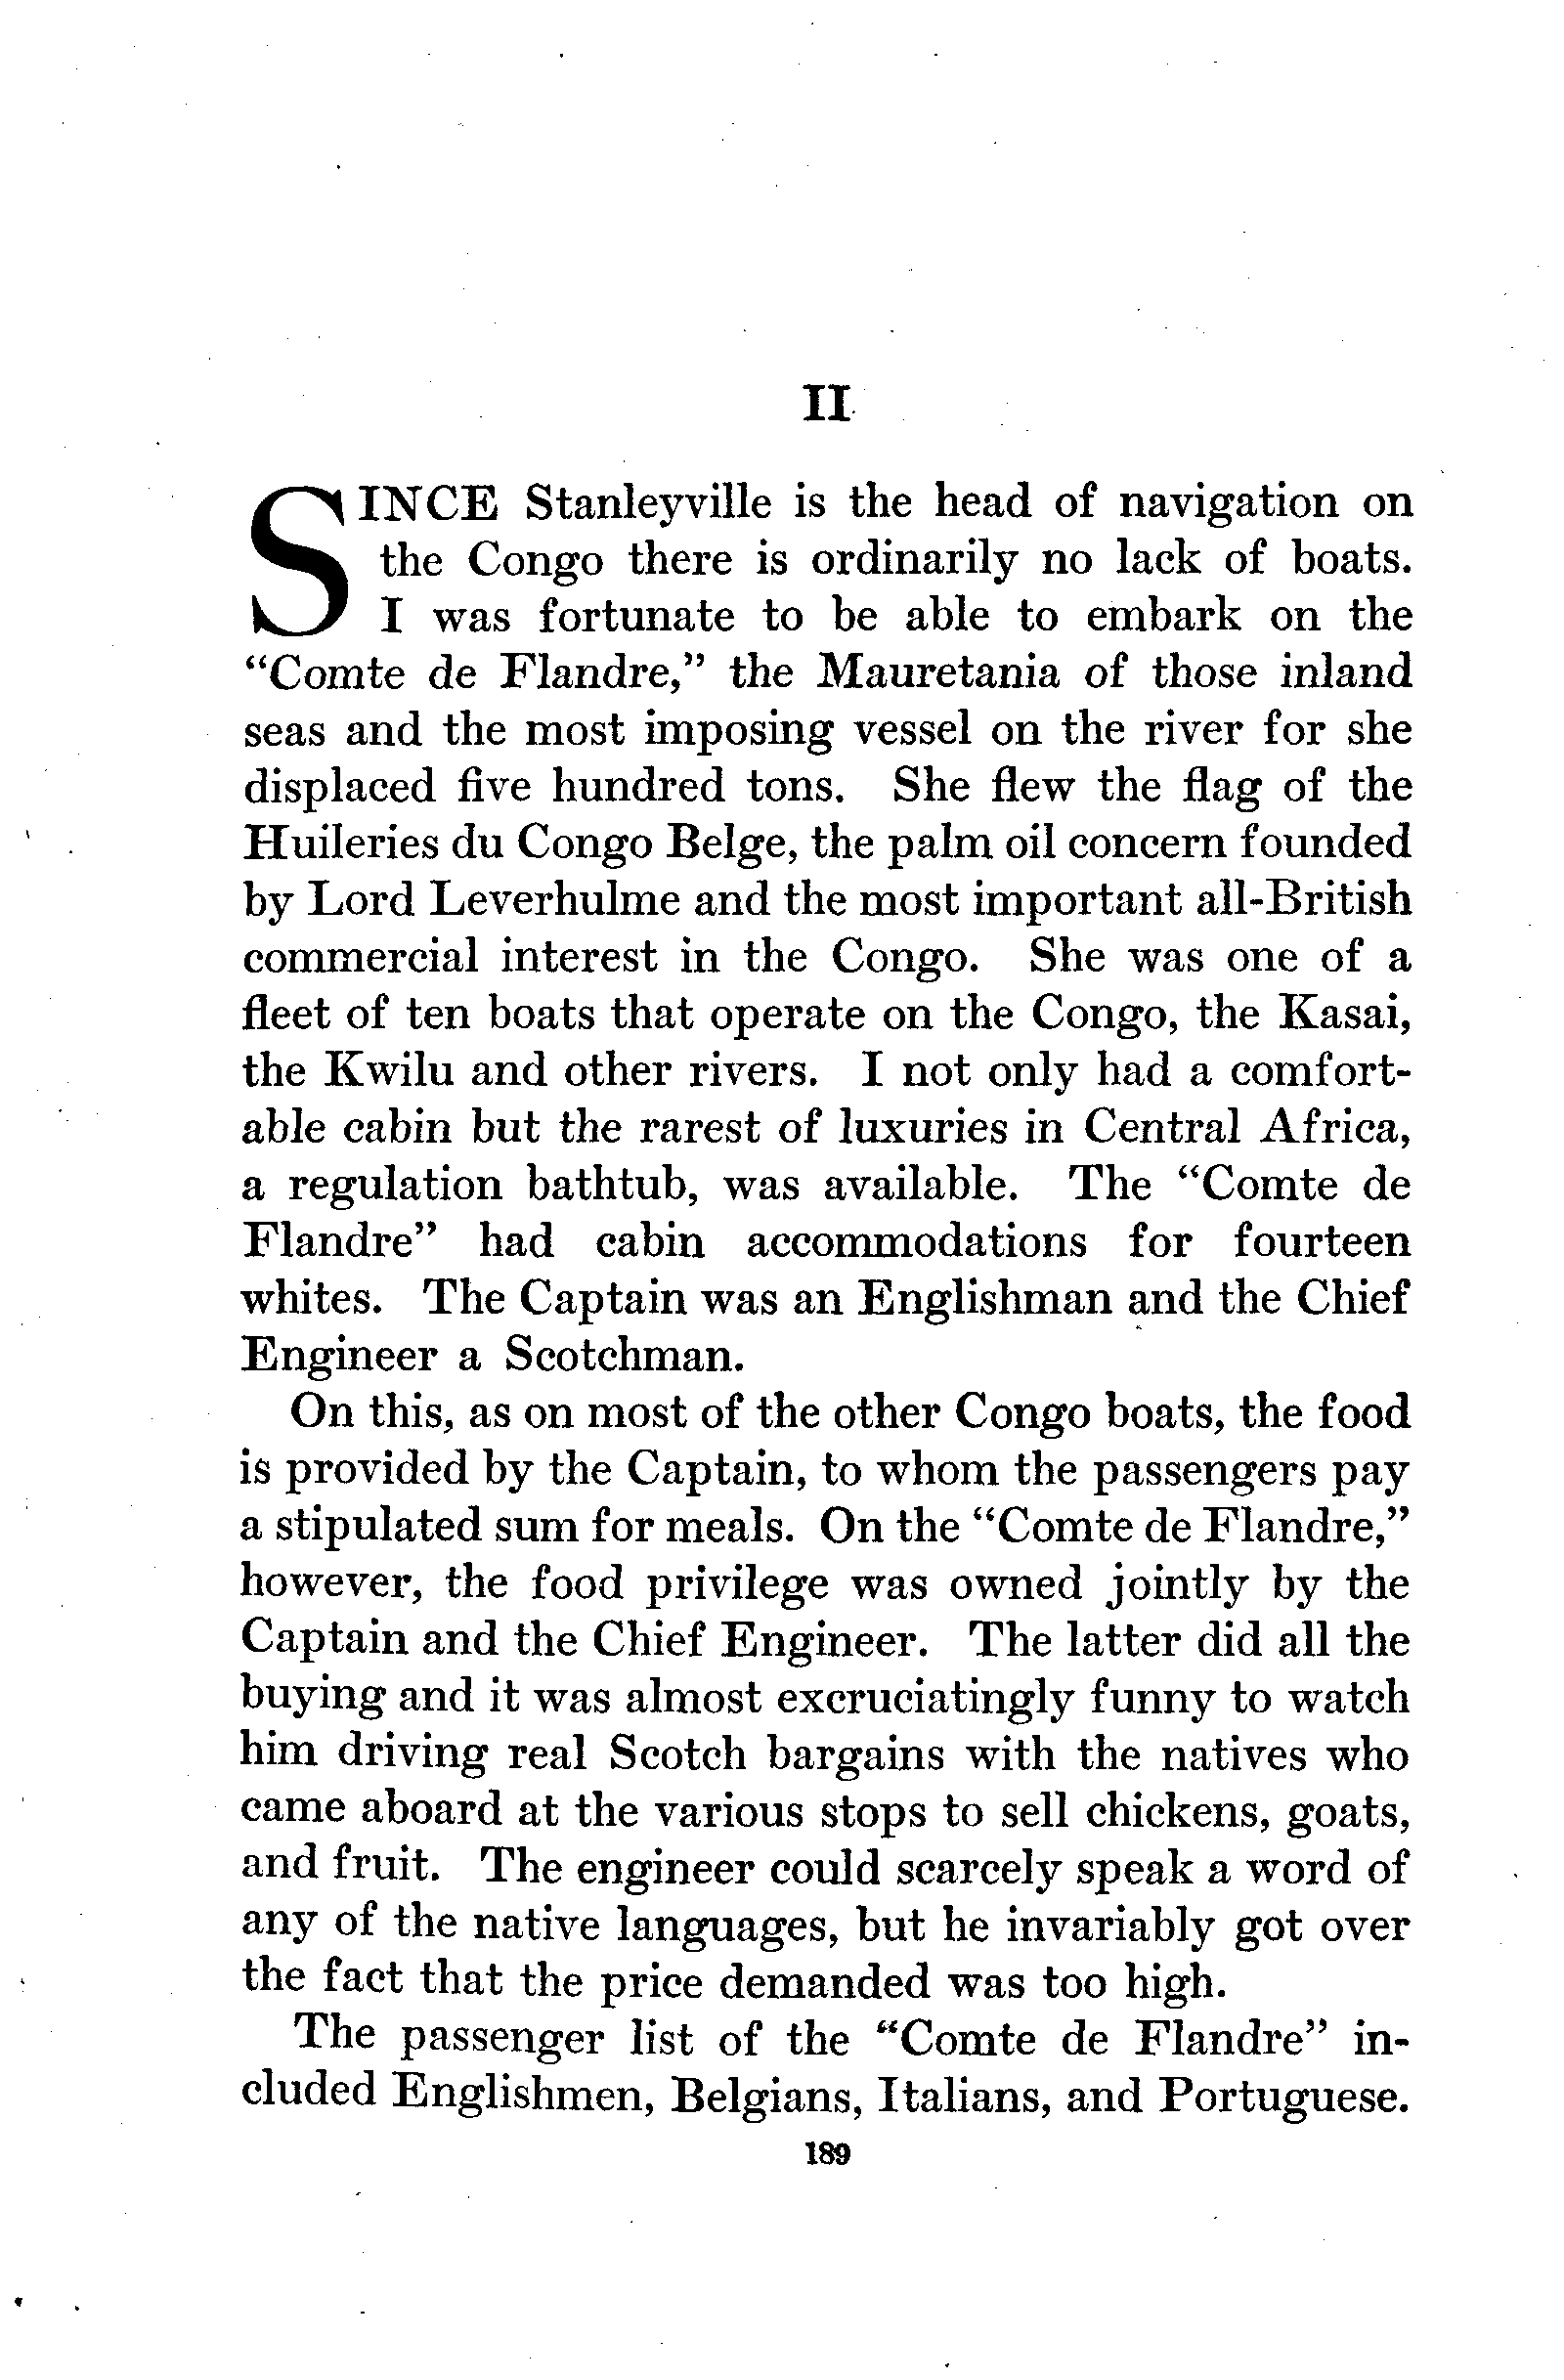 II
SINCE Stanleyville is the head of navigation on
the Congo there is ordinarily no lack of boats.
I was fortunate to be able to embark on the
“Comte de Flandre,” the Mauretania of those inland
seas and the most imposing vessel on the river for she
displaced five hundred tons. She flew the flag of the
Huileries du Congo Belge, the palm oil concern founded
by Lord Leverhulme and the most important all-British
commercial interest in the Congo. She was one of a
fleet of ten boats that operate on the Congo, the Kasai,
the Kwilu and other rivers. I not only had a comfort-
able cabin but the rarest of luxuries in Central Africa,
a regulation bathtub, was available. The “Comte de
Flandre” had cabin accommodations for fourteen
whites. The Captain was an Englishman and the Chief
Engineer a Scotchman.
On this, as on most of the other Congo boats, the food
is provided by the Captain, to whom the passengers pay
a stipulated sum for meals. On the “Comte de Flandre,”
however, the food privilege was owned jointly by the
Captain and the Chief Engineer. The latter did all the
buying and it was almost excruciatingly funny to watch
him driving real Scotch bargains with the natives who
came aboard at the various stops to sell chickens, goats,
and fruit. The engineer could scarcely speak a word of
any of the native languages, but he invariably got over
the fact that the price demanded was too high.
The passenger list of the “Comte de Flandre” in-
cluded Englishmen, Belgians, Italians, and Portuguese.
189